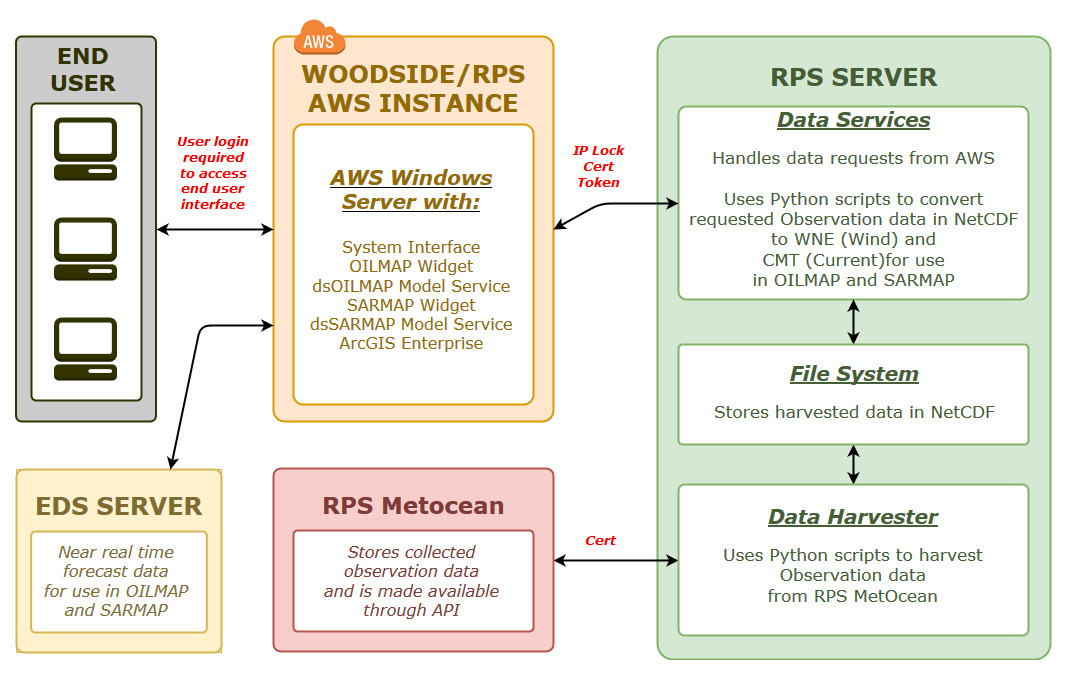 END
USER
User login
required
to access
end user
interface
AWS
WOODSIDE/RPS
AWS INSTANCE
AWS Windows
Server with:
System Interface
OILMAP Widget
dsOILMAP Model Service
SARMAP Widget
dsSARMAP Model Service
ArcGIS Enterprise
IP Lock
Cert
Token
RPS SERVER
Data Services
Handles data requests from AWS
Uses Python scripts to convert
requested Observation data in NetCDF
to WNE (Wind) and
CMT (Current)for use
in OILMAP and SARMAP
File System
Stores harvested data in NetCDF
Data Harvester
Uses Python scripts to harvest
Observation data
from RPS MetOcean
EDS SERVER
Near real time
forecast data
for use in OILMAP
and SARMAP
RPS Metocean
Stores collected
observation data
and is made available
through API
Cert